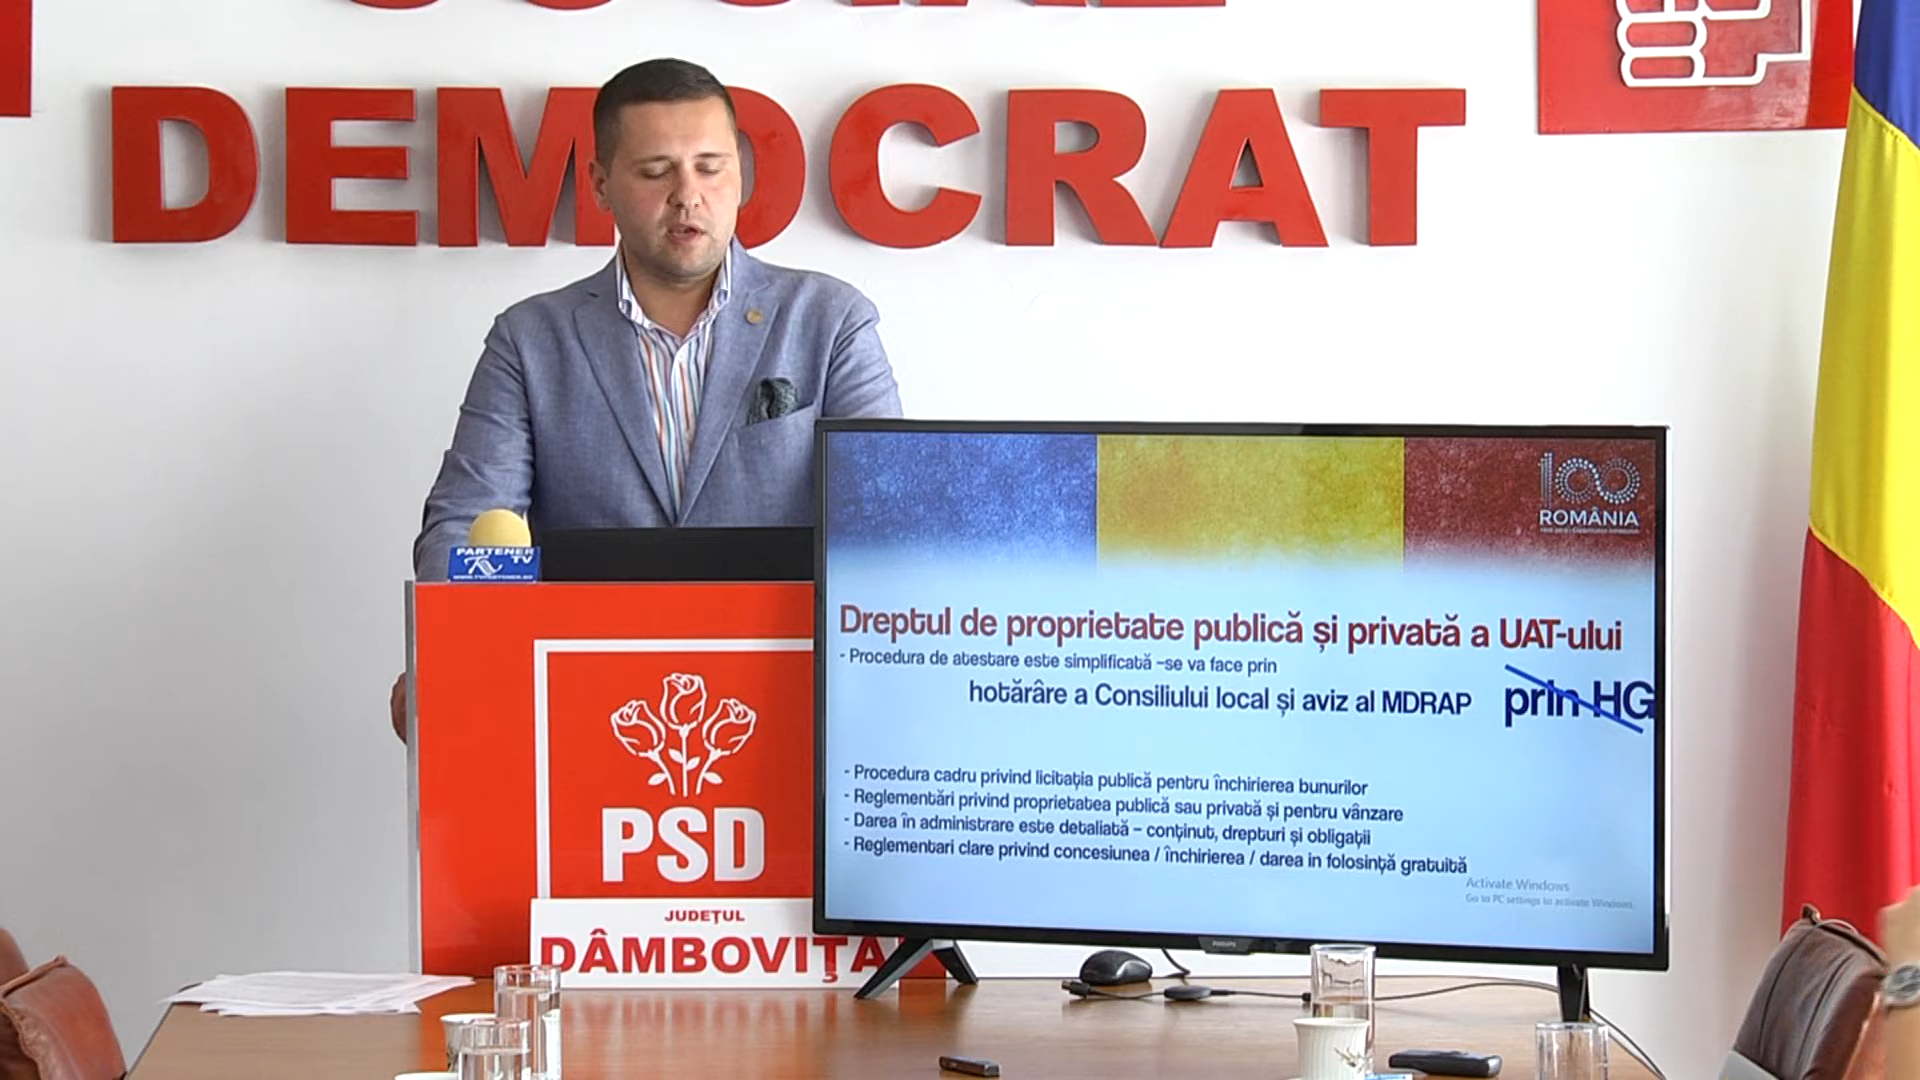 DEMOCRAT
PARTENER
TV
WWW.TVPARTENER.RO
100
ROMÂNIA
Dreptul de proprietate publică și privată a UAT-ului
- Procedura de atestare este simplificată –se va face prin
hotărâre a Consiliului local și aviz al MDRAP prin HG
- Procedura cadru privind licitația publică pentru închirierea bunurilor
- Reglementări privind proprietatea publică sau privată și pentru vânzare
- Darea în administrare este detaliată – conținut, drepturi și obligații
- Reglementari clare privind concesiunea / închirierea / darea in folosință gratuită
Activate Windows
Go to PC settings to activate Windows.
PHILIPS
PSD
JUDEȚUL
DÂMBOVIȚA